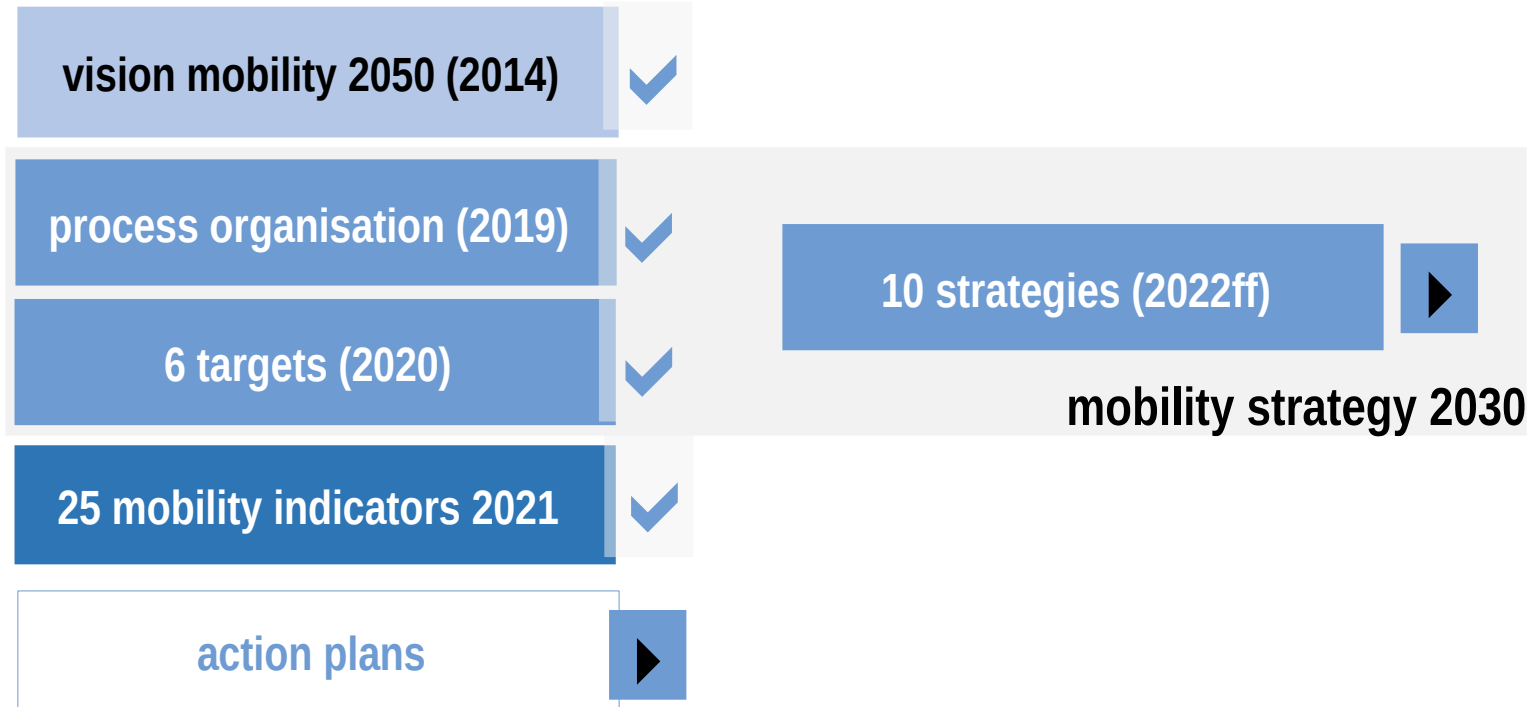 vision mobility 2050 (2014)
process organisation (2019)
10 strategies (2022ff)
6 targets (2020)
mobility strategy 2030
25 mobility indicators 2021
action plans